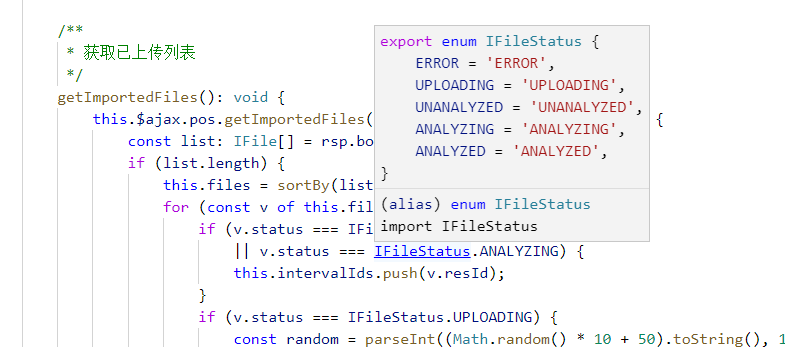 /**
* 获取已上传列表
*/
getImportedFiles(): void {
this.$ajax.pos.getImportedFiles( {
const list: IFile[] = rsp.bo
if (list.length) {
this.files = sortBy(list
for (const v of this.fil
if (v.status === IFi
|| v.status === IFileStatus.ANALYZING) {
this.intervalIds.push(v.resId);
}
if (v.status === IFileStatus.UPLOADING) {
const random = parseInt((Math.random() * 10 + 50).toString(), 1
export enum IFileStatus {
ERROR = 'ERROR',
UPLOADING = 'UPLOADING',
UNANALYZED = 'UNANALYZED',
ANALYZING = 'ANALYZING',
ANALYZED = 'ANALYZED',
}
(alias) enum IFileStatus
import IFileStatus